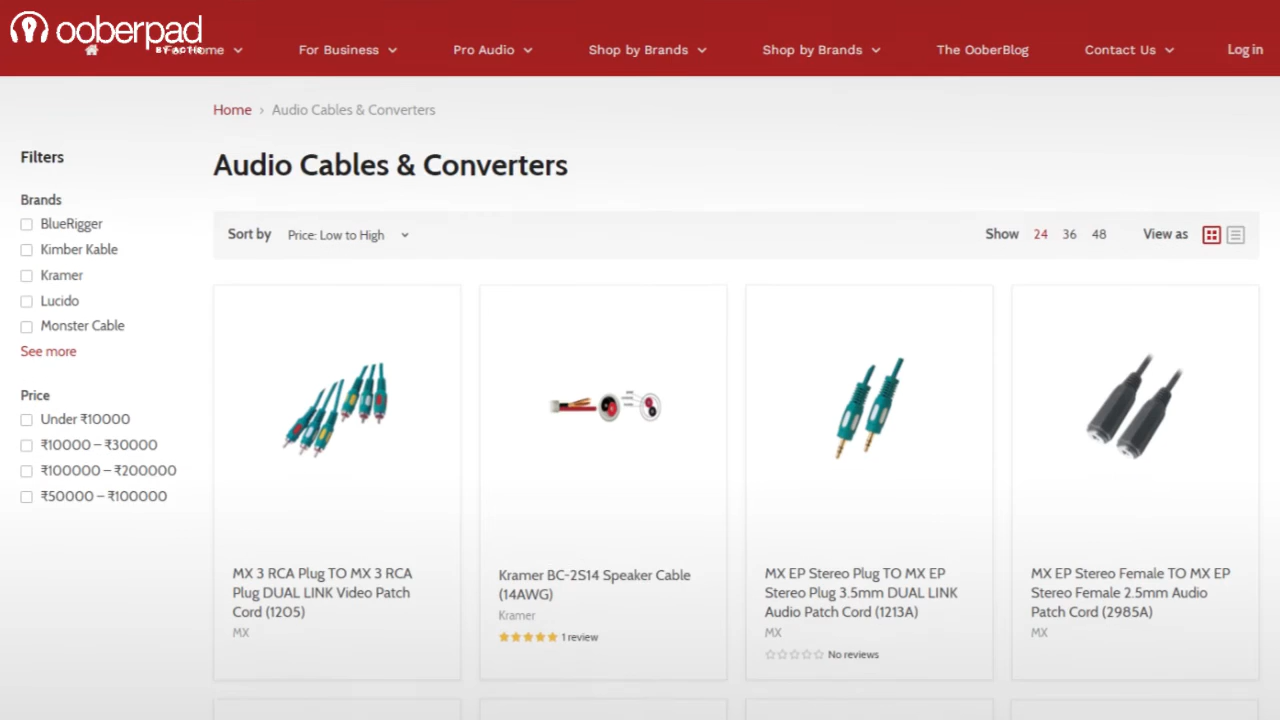 ooberpad
BY ACTIS
For Home
For Business
Pro Audio
Shop by Brands
Shop by Brands
The OoberBlog
Contact Us
Log in
Home › Audio Cables & Converters
Filters
Audio Cables & Converters
Brands
BlueRigger
Kimber Kable
Kramer
Lucido
Monster Cable
See more
Price
Under ₹10000
₹10000 – ₹30000
₹100000 – ₹200000
₹50000 – ₹100000
Sort by Price: Low to High
Show 24 36 48 View as
MX 3 RCA Plug TO MX 3 RCA
Plug DUAL LINK Video Patch
Cord (1205)
MX
Kramer BC-2S14 Speaker Cable
(14AWG)
Kramer
1 review
MX EP Stereo Plug TO MX EP
Stereo Plug 3.5mm DUAL LINK
Audio Patch Cord (1213A)
MX
No reviews
MX EP Stereo Female TO MX EP
Stereo Female 2.5mm Audio
Patch Cord (2985A)
MX